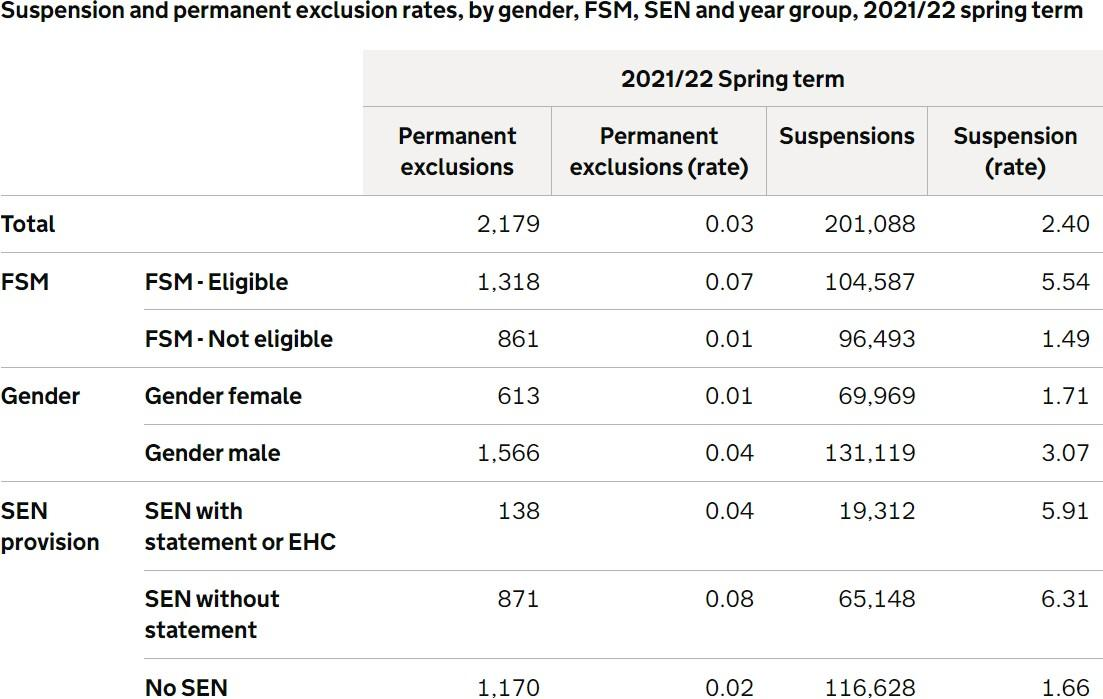 Suspension and permanent exclusion rates, by gender, FSM, SEN and year group, 2021/22 spring term
2021/22 Spring term
Permanent exclusions Permanent exclusions (rate) Suspensions Suspension (rate)
Total 2,179 0.03 201,088 2.40
FSM FSM - Eligible 1,318 0.07 104,587 5.54
FSM - Not eligible 861 0.01 96,493 1.49
Gender Gender female 613 0.01 69,969 1.71
Gender male 1,566 0.04 131,119 3.07
SEN provision SEN with statement or EHC 138 0.04 19,312 5.91
SEN without statement 871 0.08 65,148 6.31
No SEN 1,170 0.02 116,628 1.66